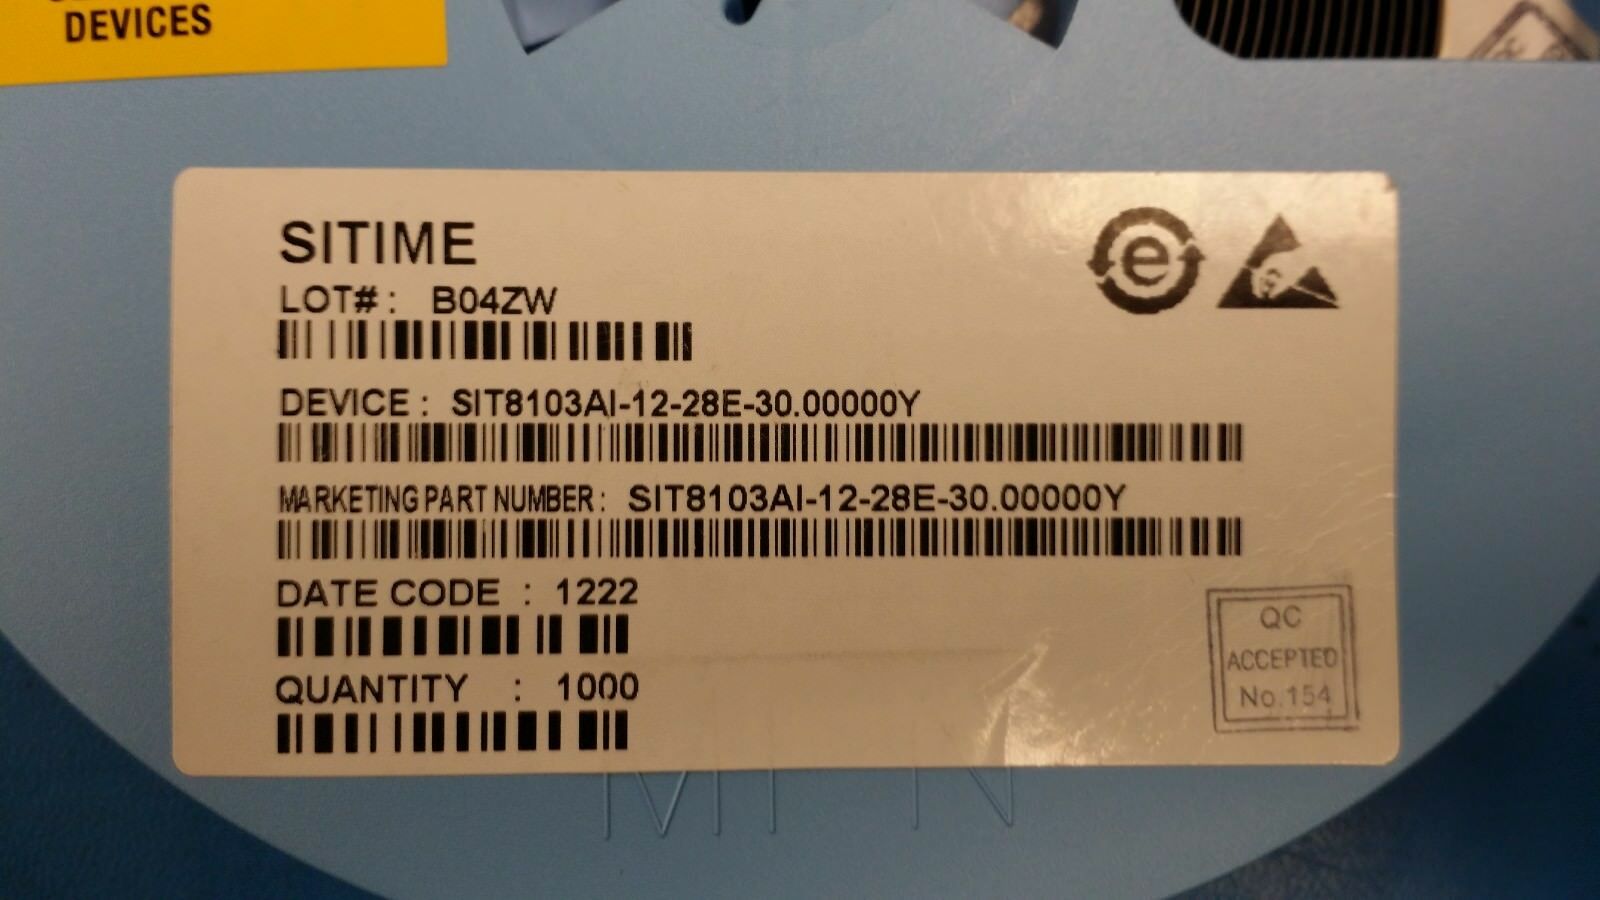 DEVICES
SITIME
LOT# : B04ZW
DEVICE : SIT8103AI-12-28E-30.00000Y
MARKETING PART NUMBER : SIT8103AI-12-28E-30.00000Y
DATE CODE : 1222
QUANTITY : 1000
e
QC
ACCEPTED
No.154